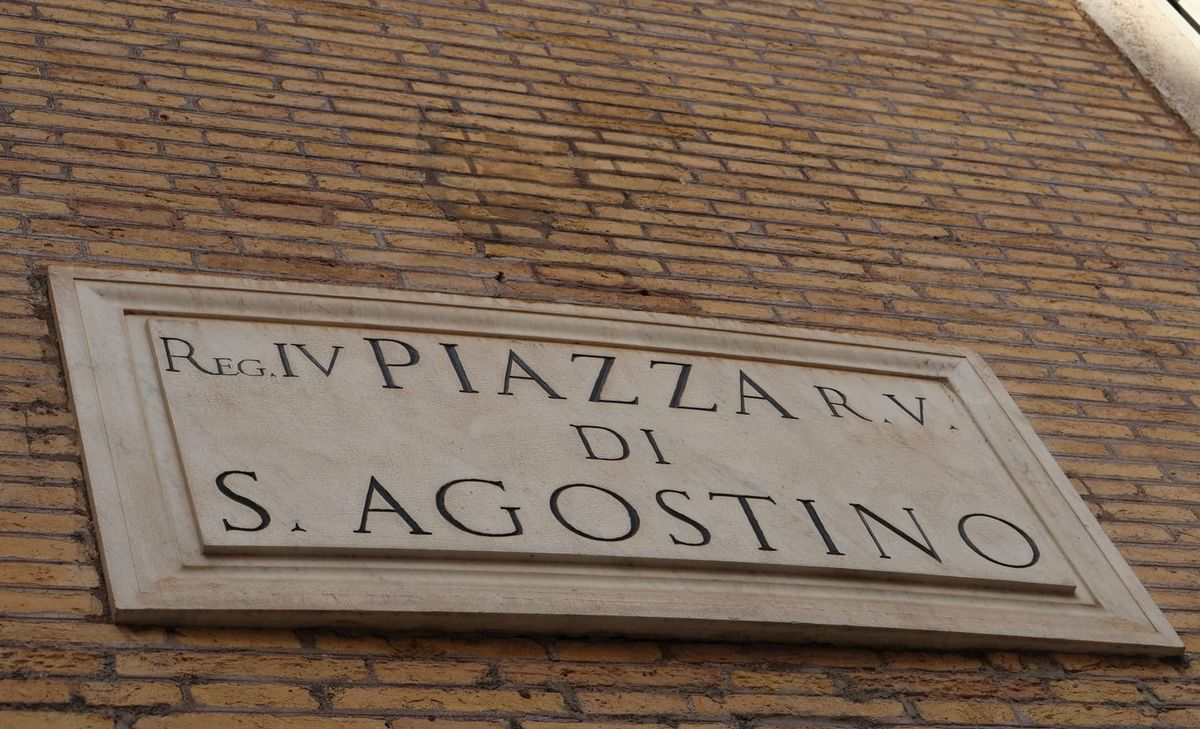 REG. IV PIAZZA R. V.
DI
S. AGOSTINO